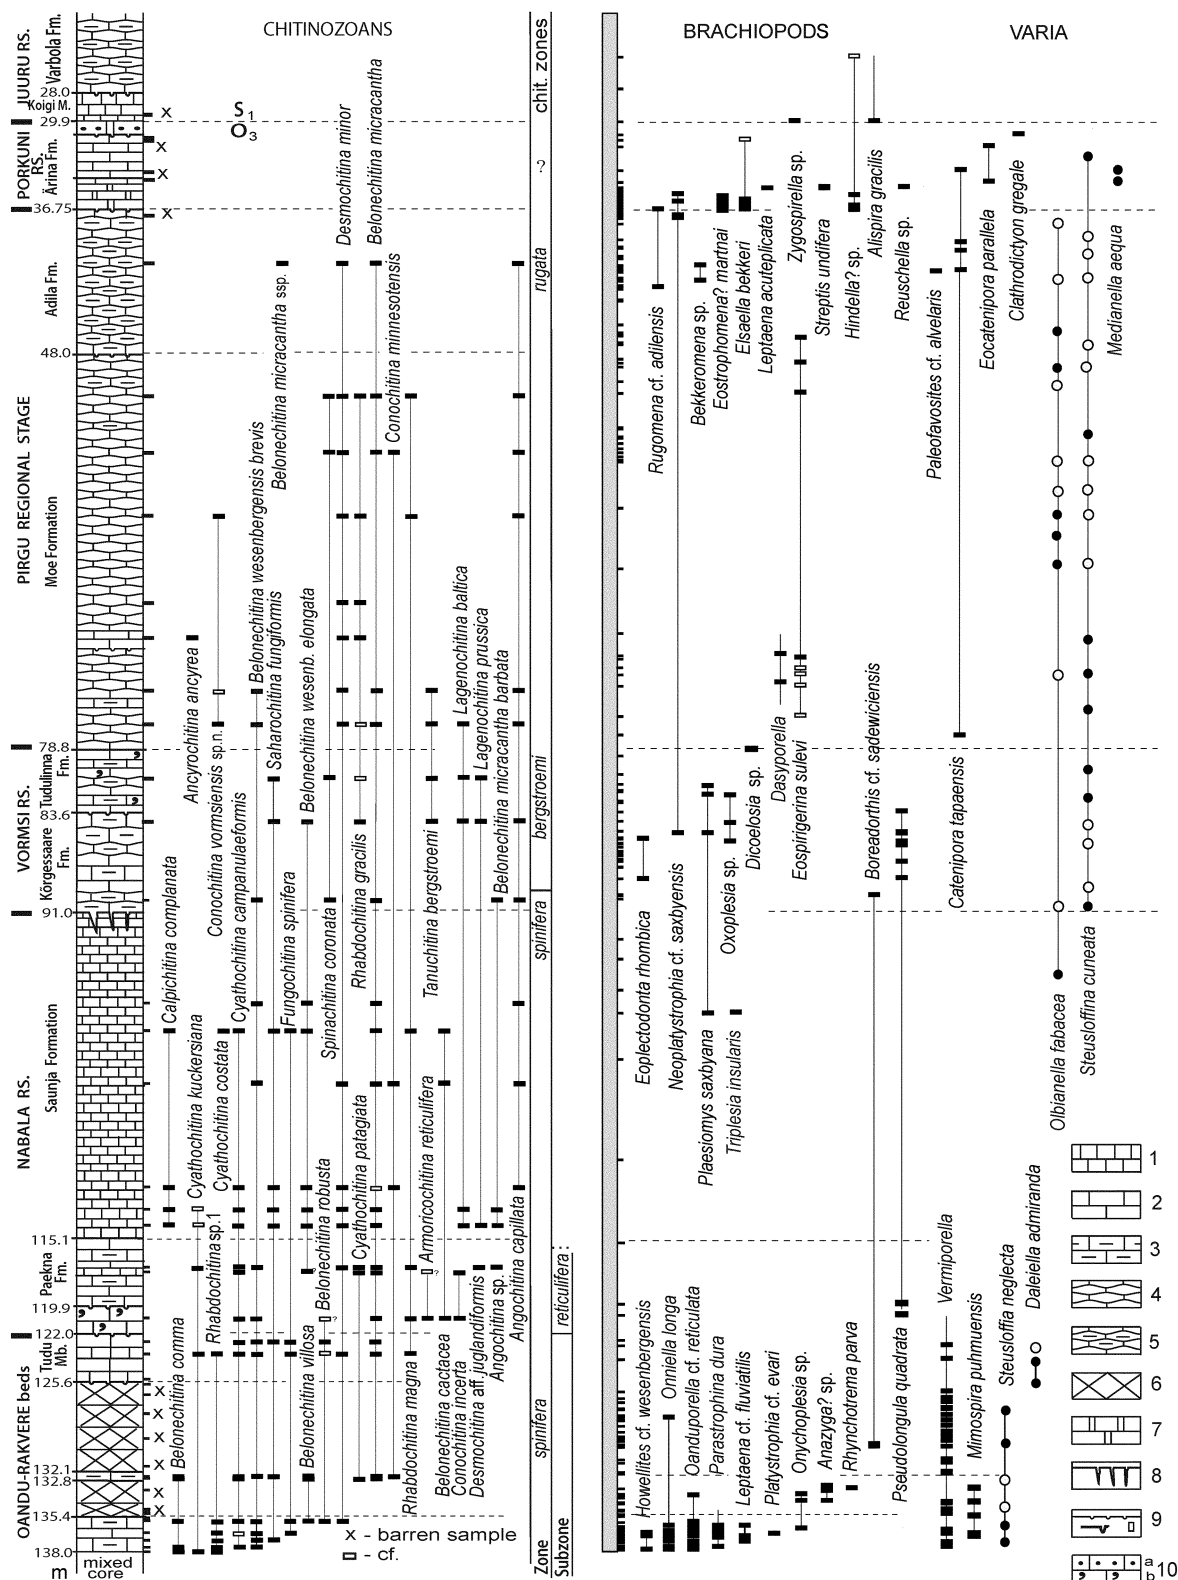 CHITINOZOANS
BRACHIOPODS
VARIA
JUURU RS.
Varbola Fm.
28.0
Koigi M.
29.9
PORKUNI RS.
Ärina Fm.
36.75
Adila Fm.
48.0
PIRGU REGIONAL STAGE
Moe Formation
78.8
VORMSI RS.
Tudulinna Fm.
83.6
Kõrgessaare Fm.
91.0
NABALA RS.
Saunja Formation
115.1
Paekna Fm.
119.9
122.0
OANDU-RAKVERE beds
Tudu Mb.
125.6
132.1
132.8
135.4
138.0
m
mixed core
x
x
x
x
S1
O3
x
x
x
x
x
x
Belonechitina comma
Calpichitina complanata
Ancyrochitina ancyrea
Cyathochitina kuckersiana
Conochitina vormsiensis sp.n.
Cyathochitina costata
Rhabdochitina sp.1
Cyathochitina campanulaeformis
Belonechitina wesenbergensis brevis
Saharochitina fungiformis
Belonechitina micracantha ssp.
Fungochitina spinifera
Belonechitina wesenb. elongata
Belonechitina villosa
Spinachitina coronata
Belonechitina robusta
Desmochitina minor
Rhabdochitina gracilis
Cyathochitina patagiata
Belonechitina micracantha
Conochitina minnesotensis
Rhabdochitina magna
Armoricochitina reticulifera
Tanuchitina bergstroemi
Belonechitina cactacea
Conochitina incerta
Lagenochitina baltica
Desmochitina aff. juglandiformis
Lagenochitina prussica
Angochitina sp.
Belonechitina micracantha barbata
Angochitina capillata
?
?
?
x - barren sample
- cf.
chit. zones
?
rugata
bergstroemi
spinifera
reticulifera :
spinifera
Zone
Subzone
Howellites cf. wesenbergensis
Eoplectodonta rhombica
Rugomena cf. adilensis
Onniella longa
Neoplatystrophia cf. saxbyensis
Oanduporella cf. reticulata
Bekkeromena sp.
Plaesiomys saxbyana
Parastrophina dura
Eostrophomena? martnai
Oxoplesia sp.
Triplesia insularis
Leptaena cf. fluviatilis
Elsaella bekkeri
Dicoelosia sp.
Leptaena acuteplicata
Platystrophia cf. evari
Dasyporella
Zygospirella sp.
Eospirigerina sulevi
Onychoplesia sp.
Streptis undifera
Anazyga? sp.
Hindella? sp.
Rhynchotrema parva
Alispira gracilis
Boreadorthis cf. sadewiciensis
Reuschella sp.
Pseudolongula quadrata
Paleofavosites cf. alvelaris
Vermiporella
Catenipora tapaensis
Mimospira puhmuensis
Eocatenipora parallela
Clathrodictyon gregale
Steusloffia neglecta
Daleiella admiranda
Olbianella fabacea
Steusloffina cuneata
Medianella aequa
1
2
3
4
5
6
7
8
9
a
b
10